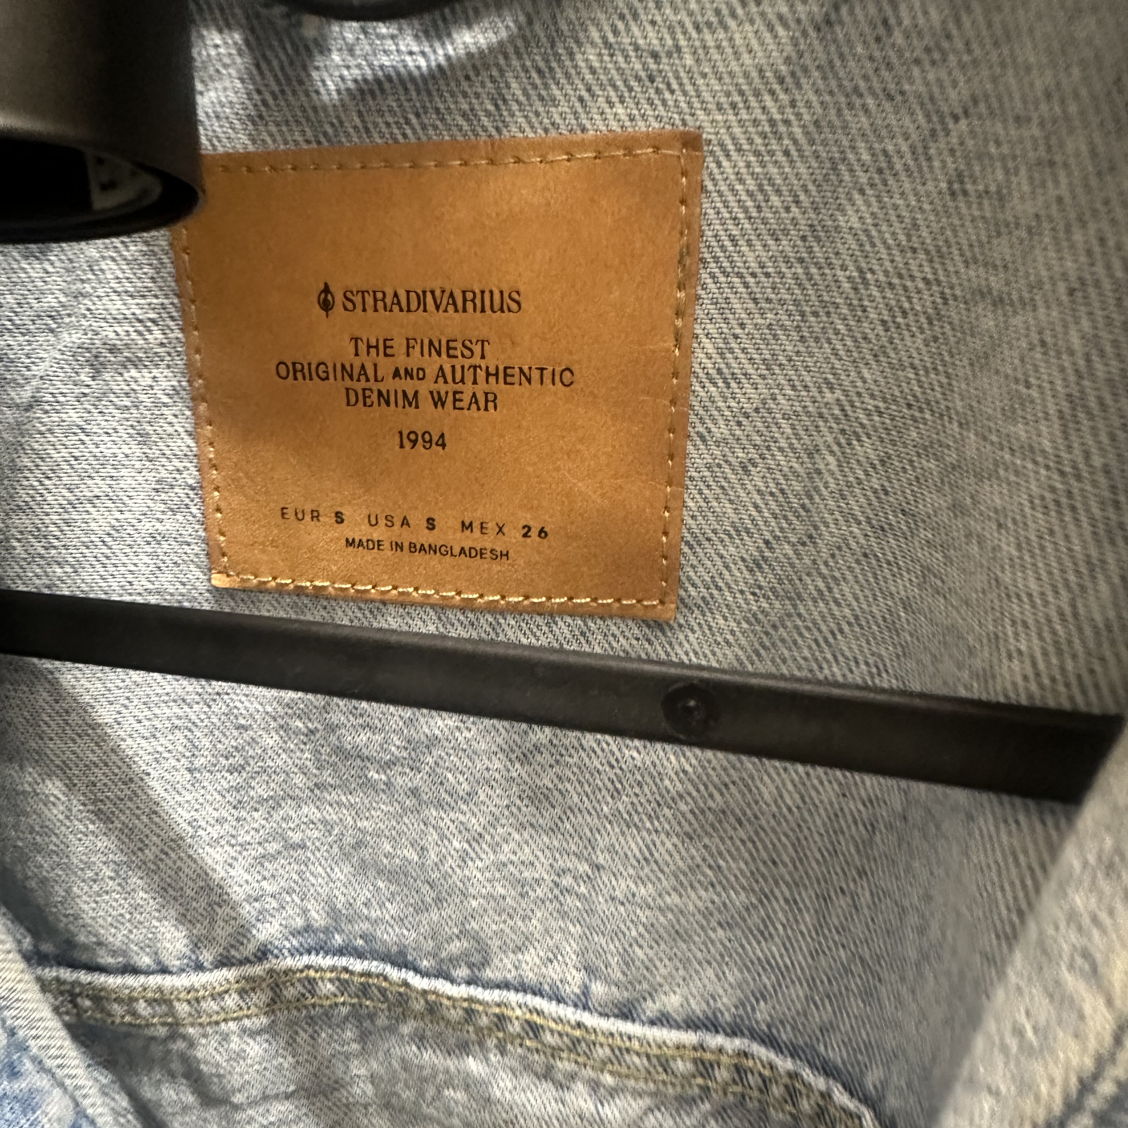 STRADIVARIUS
THE FINEST
ORIGINAL AND AUTHENTIC
DENIM WEAR
1994
EUR S USA S MEX 26
MADE IN BANGLADESH